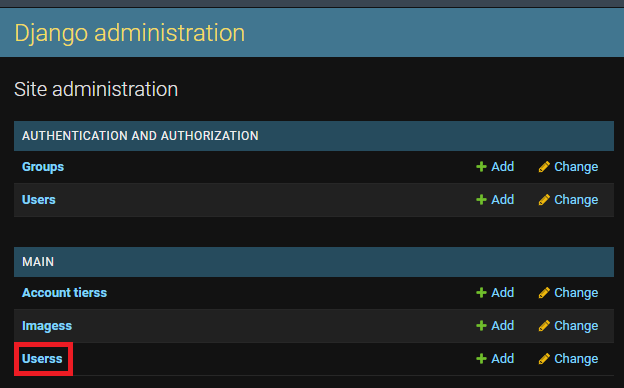 Django administration
Site administration
AUTHENTICATION AND AUTHORIZATION
Groups Add Change
Users Add Change
MAIN
Account tierss Add Change
Imagess Add Change
Userss Add Change